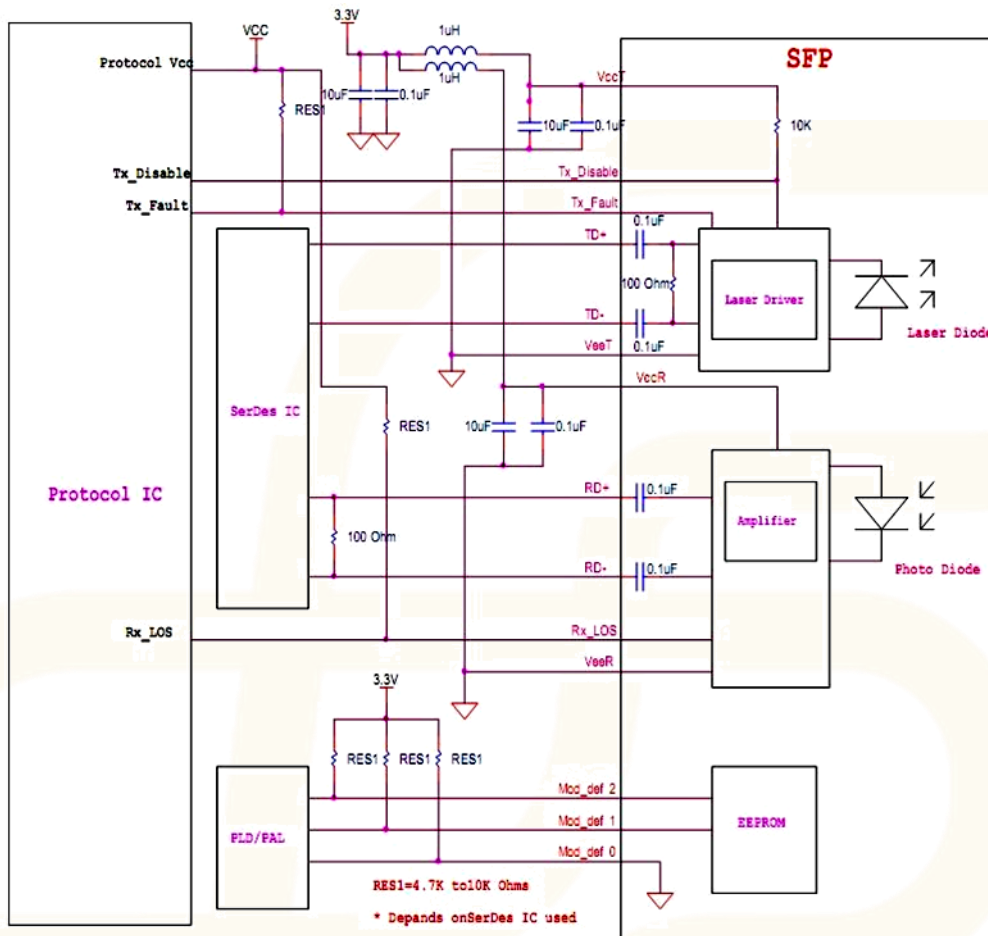 3.3V
1uH
VCC
SFP
Protocol Vcc
1uH
VccT
10uF
0.1uF
RES1
10uF
0.1uF
10K
Tx_Disable
Tx_Disable
Tx_Fault
Tx_Fault
0.1uF
TD+
100 Ohm
Laser Driver
TD-
Laser Diode
0.1uF
VeeT
VccR
SerDes IC
RES1
10uF
0.1uF
Protocol IC
RD+
0.1uF
Amplifier
100 Ohm
RD-
0.1uF
Photo Diode
Rx_LOS
Rx_LOS
VeeR
3.3V
RES1
RES1
RES1
Mod_def 2
Mod_def 1
EEPROM
PLD/PAL
Mod_def 0
RES1=4.7K to10K Ohms
* Depands onSerDes IC used